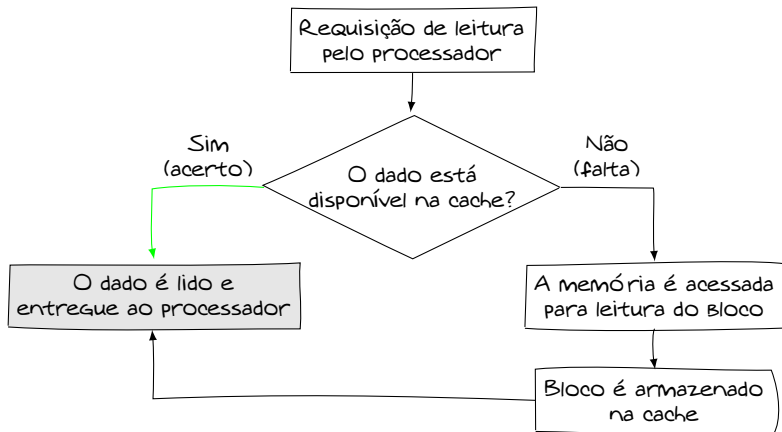 Requisição de leitura
pelo processador
Sim
(acerto)
Não
(falta)
O dado está
disponível na cache?
O dado é lido e
entregue ao processador
A memória é acessada
para leitura do bloco
Bloco é armazenado
na cache